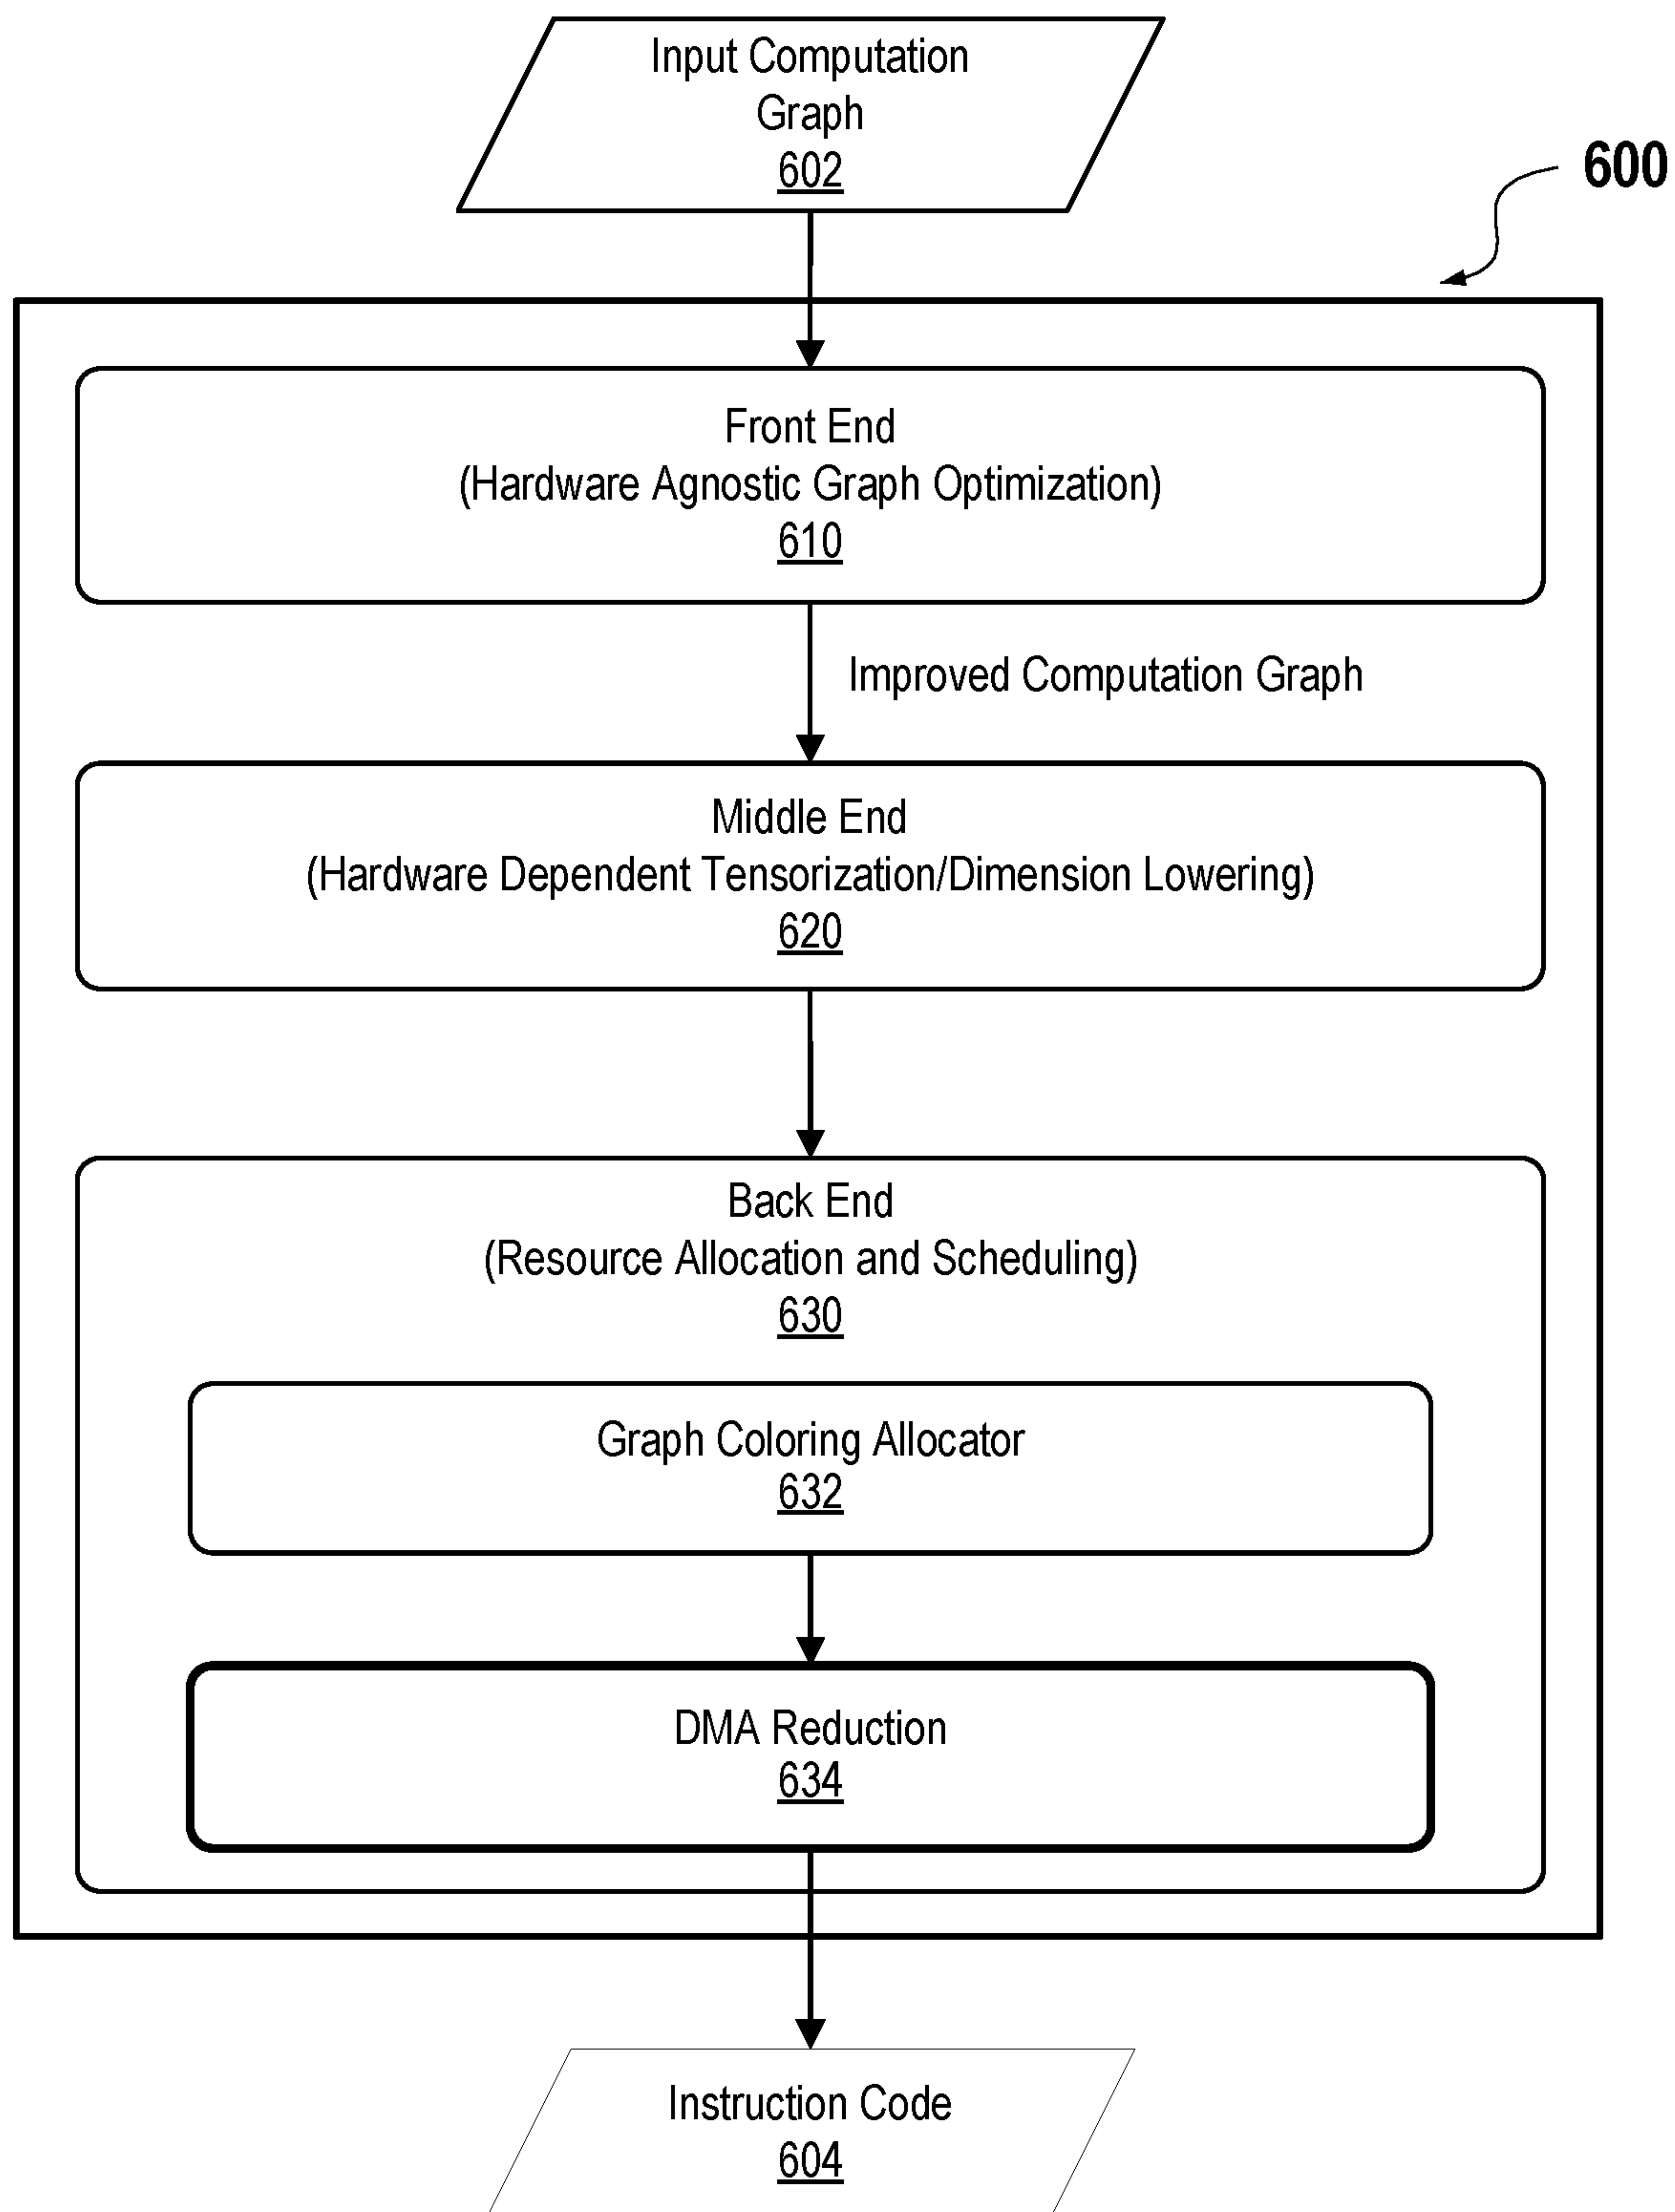 Input Computation
Graph
602
600
Front End
(Hardware Agnostic Graph Optimization)
610
Improved Computation Graph
Middle End
(Hardware Dependent Tensorization/Dimension Lowering)
620
Back End
(Resource Allocation and Scheduling)
630
Graph Coloring Allocator
632
DMA Reduction
634
Instruction Code
604